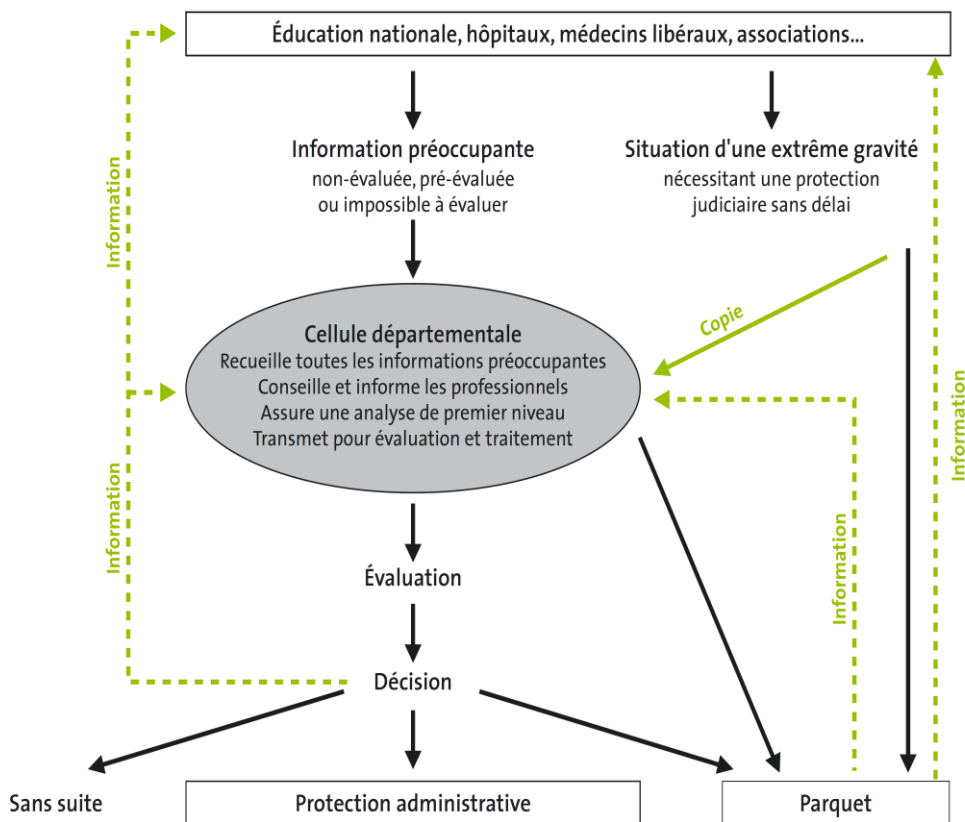 Éducation nationale, hôpitaux, médecins libéraux, associations...
Information préoccupante
non-évaluée, pré-évaluée
ou impossible à évaluer
Situation d'une extrême gravité
nécessitant une protection
judiciaire sans délai
Information
Copie
Cellule départementale
Recueille toutes les informations préoccupantes
Conseille et informe les professionnels
Assure une analyse de premier niveau
Transmet pour évaluation et traitement
Information
Information
Information
Évaluation
Décision
Sans suite
Protection administrative
Parquet